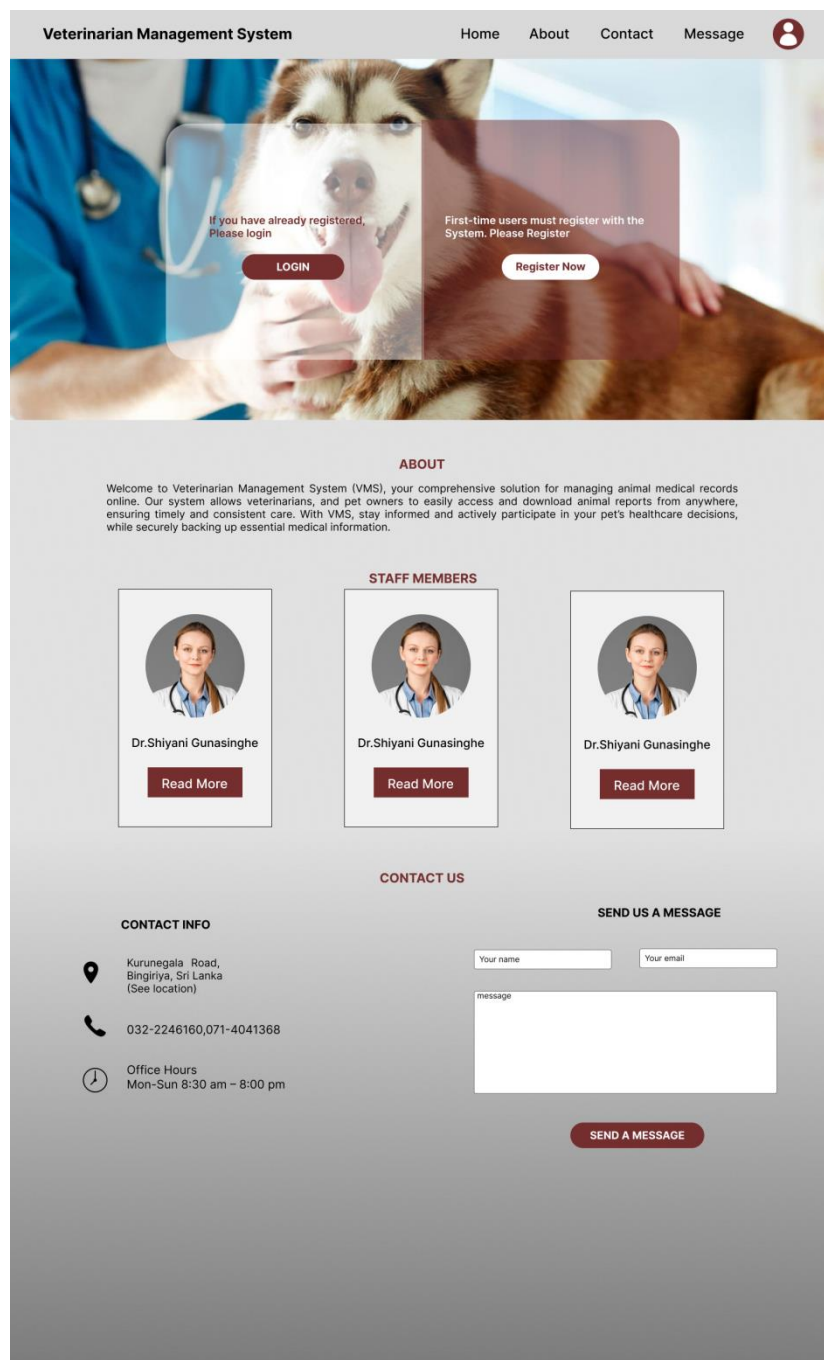 Veterinarian Management System
Home About Contact Message
If you have already registered,
Please login
LOGIN
First-time users must register with the
System. Please Register
Register Now
ABOUT
Welcome to Veterinarian Management System (VMS), your comprehensive solution for managing animal medical records
online. Our system allows veterinarians, and pet owners to easily access and download animal reports from anywhere,
ensuring timely and consistent care. With VMS, stay informed and actively participate in your pet's healthcare decisions,
while securely backing up essential medical information.
STAFF MEMBERS
Dr.Shiyani Gunasinghe
Read More
Dr.Shiyani Gunasinghe
Read More
Dr.Shiyani Gunasinghe
Read More
CONTACT US
CONTACT INFO
Kurunegala Road,
Bingiriya, Sri Lanka
(See location)
032-2246160,071-4041368
Office Hours
Mon-Sun 8:30 am – 8:00 pm
SEND US A MESSAGE
Your name
Your email
message
SEND A MESSAGE